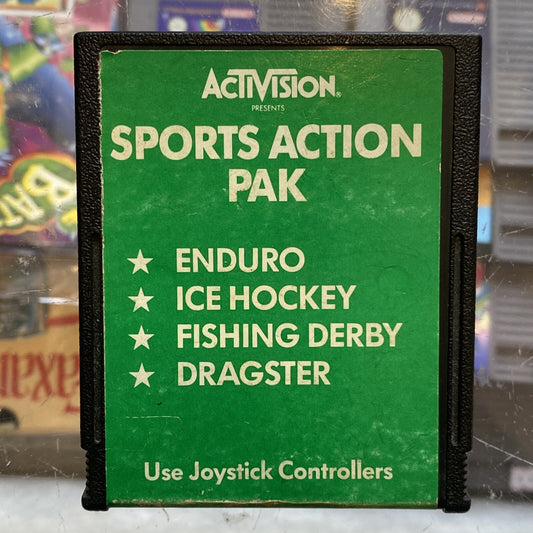 ACTIVISION®
PRESENTS
SPORTS ACTION
PAK
★ ENDURO
★ ICE HOCKEY
★ FISHING DERBY
★ DRAGSTER
Use Joystick Controllers